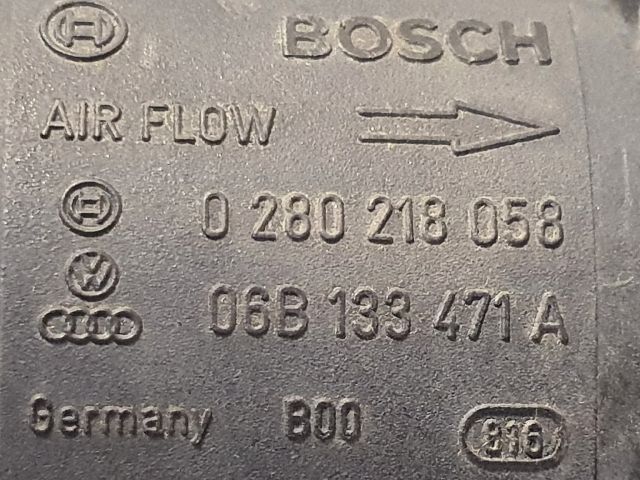 BOSCH
AIR FLOW
0 280 218 058
06B 133 471 A
Germany B00 816